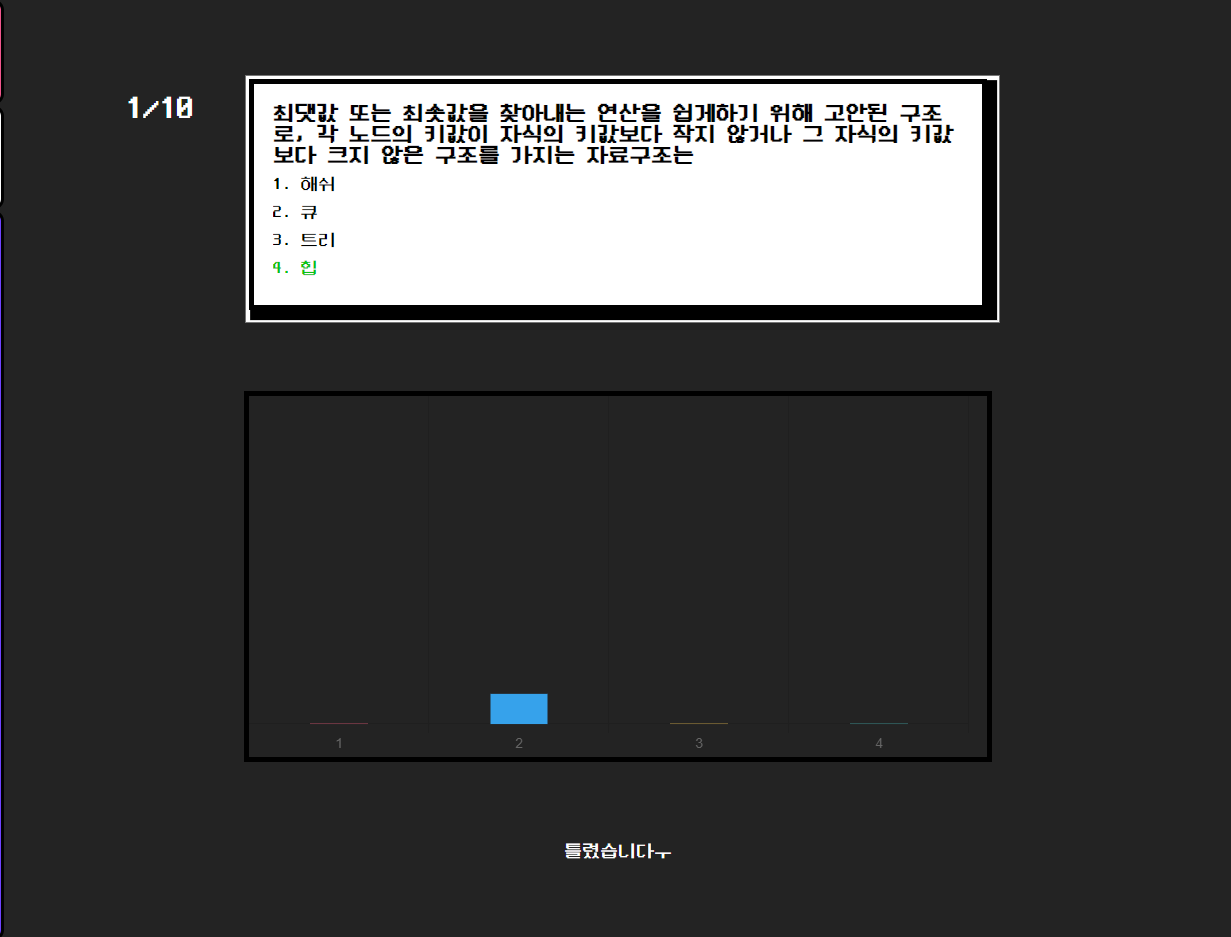 1/10
최댓값 또는 최솟값을 찾아내는 연산을 쉽게하기 위해 고안된 구조
로, 각 노드의 키값이 자식의 키값보다 작지 않거나 그 자식의 키값
보다 크지 않은 구조를 가지는 자료구조는
1. 해쉬
2. 큐
3. 트리
4. 힙
1 2 3 4
틀렸습니다ㅜ